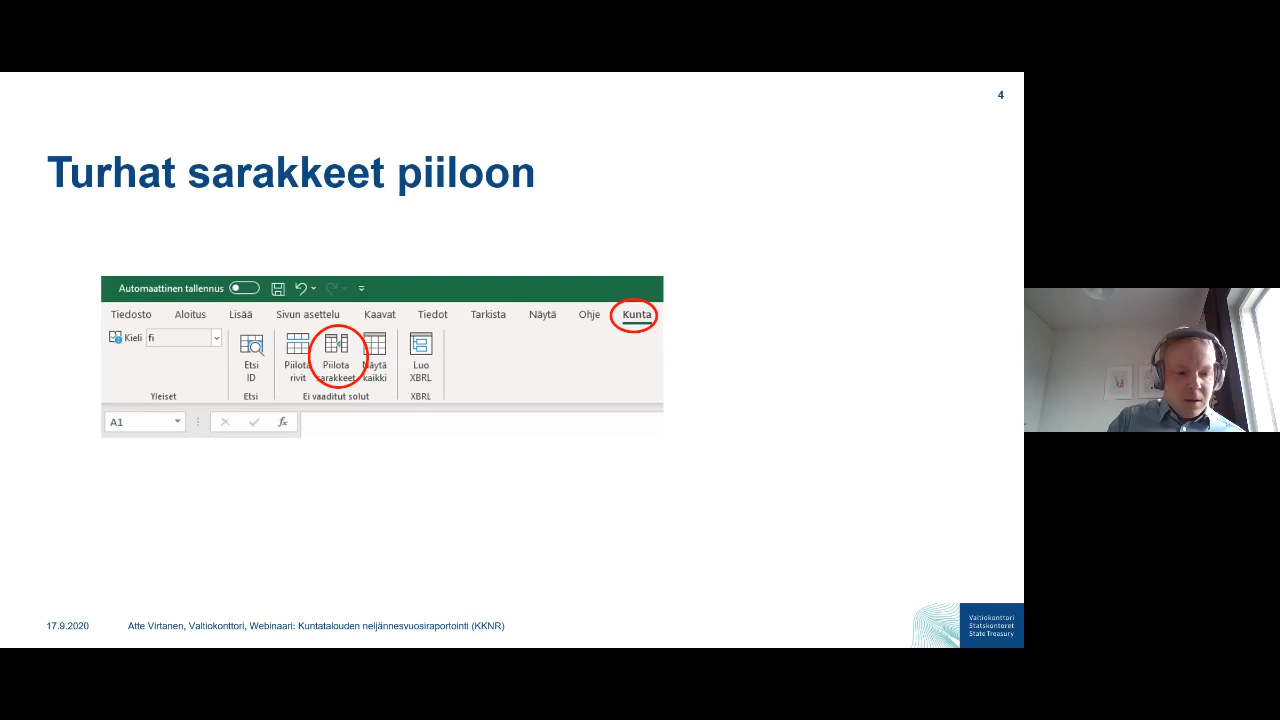 4
Turhat sarakkeet piiloon
Automaattinen tallennus
Tiedosto Aloitus Lisää Sivun asettelu Kaavat Tiedot Tarkista Näytä Ohje Kunta
Kieli fi
Etsi ID
Piilota rivit
Piilota sarakkeet
Näytä kaikki
Luo XBRL
Yleiset Etsi Ei vaaditut solut XBRL
A1 fx
17.9.2020 Atte Virtanen, Valtiokonttori, Webinaari: Kuntatalouden neljännesvuosiraportointi (KKNR)
Valtiokonttori
Statskontoret
State Treasury